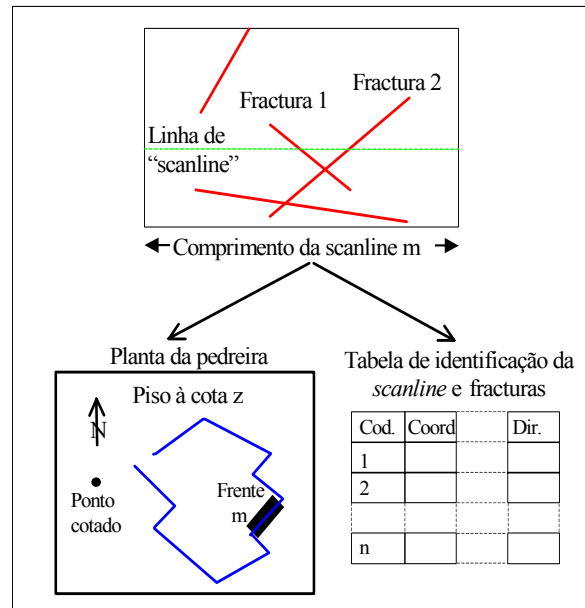 Fractura 2
Fractura 1
Linha de
“scanline”
Comprimento da scanline m
Planta da pedreira
Piso à cota z
N
Ponto
cotado
Frente
m
Tabela de identificação da
scanline e fracturas
Cod. Coord Dir.
1
2
n